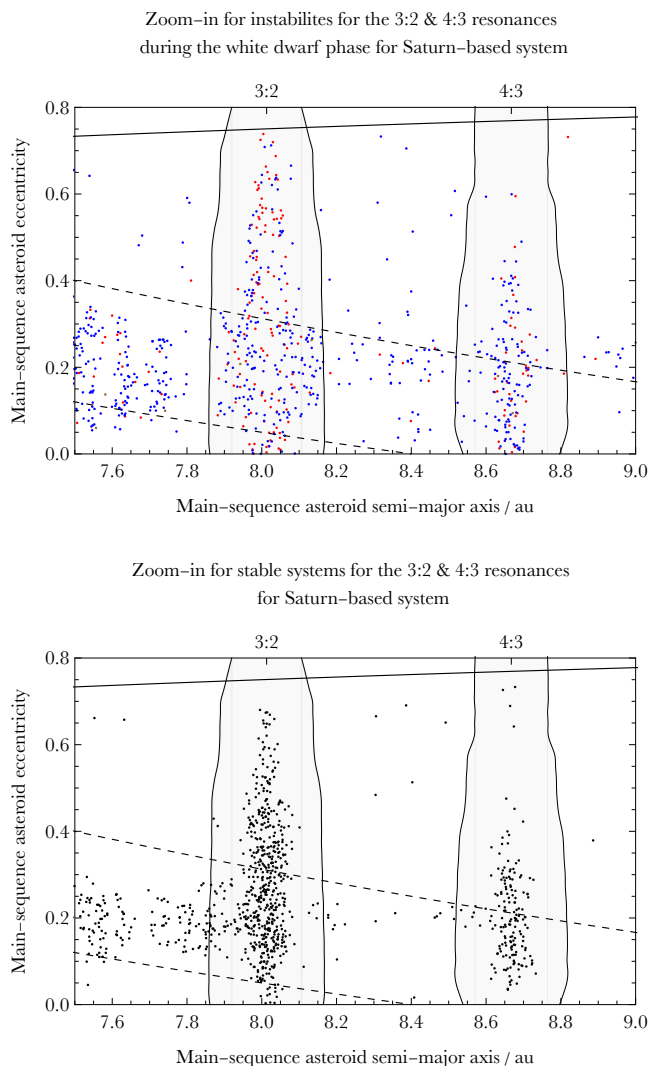 Zoom−in for instabilites for the 3:2 & 4:3 resonances
during the white dwarf phase for Saturn−based system
3:2 4:3
0.8
0.6
0.4
0.2
0.0
Main−sequence asteroid eccentricity
7.6 7.8 8.0 8.2 8.4 8.6 8.8 9.0
Main−sequence asteroid semi−major axis / au
Zoom−in for stable systems for the 3:2 & 4:3 resonances
for Saturn−based system
3:2 4:3
0.8
0.6
0.4
0.2
0.0
Main−sequence asteroid eccentricity
7.6 7.8 8.0 8.2 8.4 8.6 8.8 9.0
Main−sequence asteroid semi−major axis / au